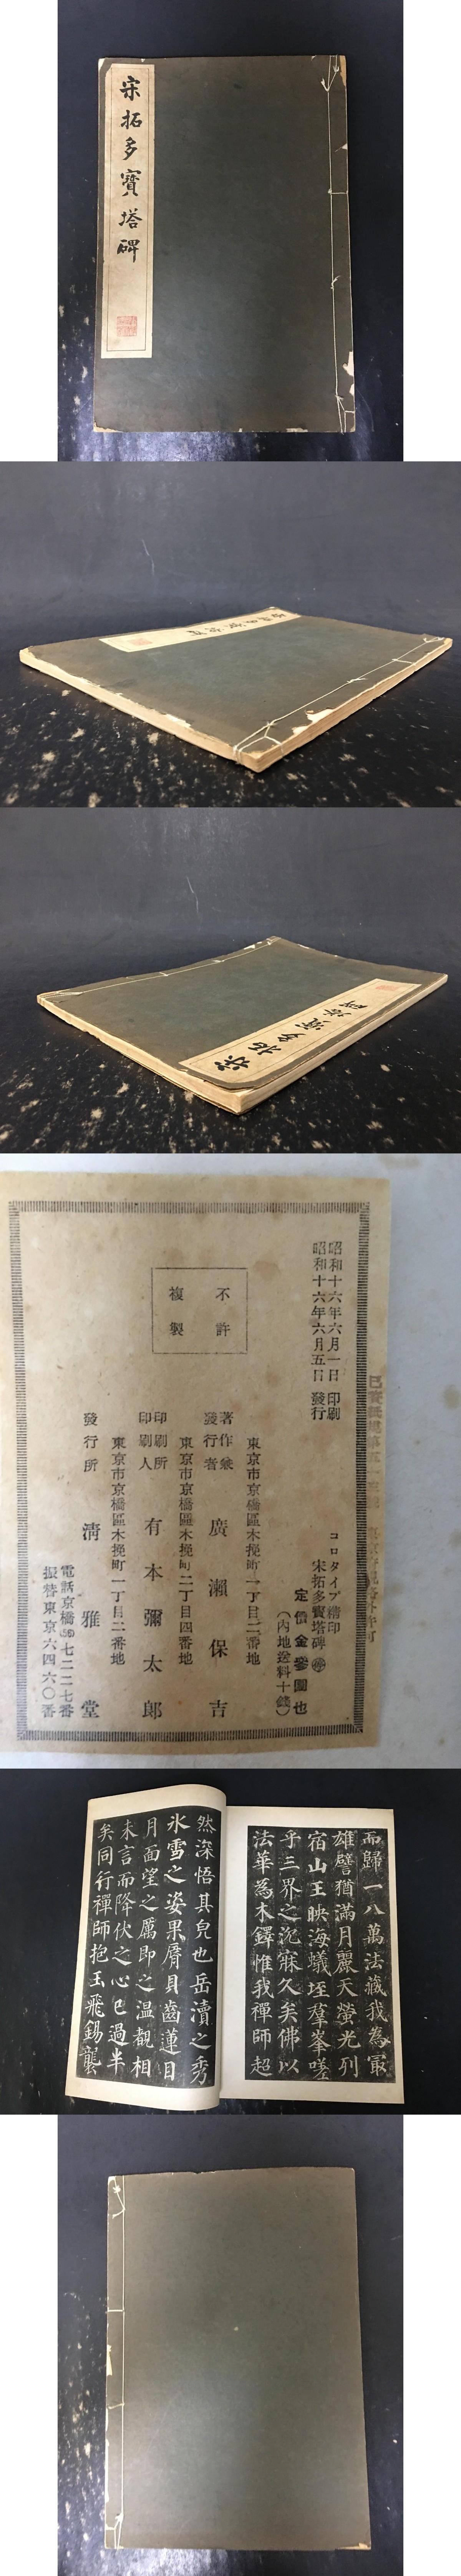 宋拓多寶塔碑
昭和十六年六月一日 印刷
昭和十六年六月五日 發行
不許
複製
コロタイプ精印
宋拓多寶塔碑
定價金參圓也
(內地送料十錢)
東京市京橋區木挽町一丁目二番地
著作兼
發行者 廣瀨保吉
東京市京橋區木挽町二丁目四番地
印刷所
印刷人 有本彌太郎
東京市京橋區木挽町一丁目二番地
發行所 清雅堂
電話京橋七二二七番
振替東京六四六〇番
而歸一八萬法藏我為冣
雄譬猶滿月麗天螢光列
宿山王映海蟻垤群峯嗟
乎三界之沉寐久矣佛以
法華為木鐸惟我禪師超
然深悟其皃也岳瀆之秀
氷雪之姿果脣貝齒蓮目
月面望之厲即之温覩相
未言而降伏之心已過半
矣同行禪師抱玉飛錫襲